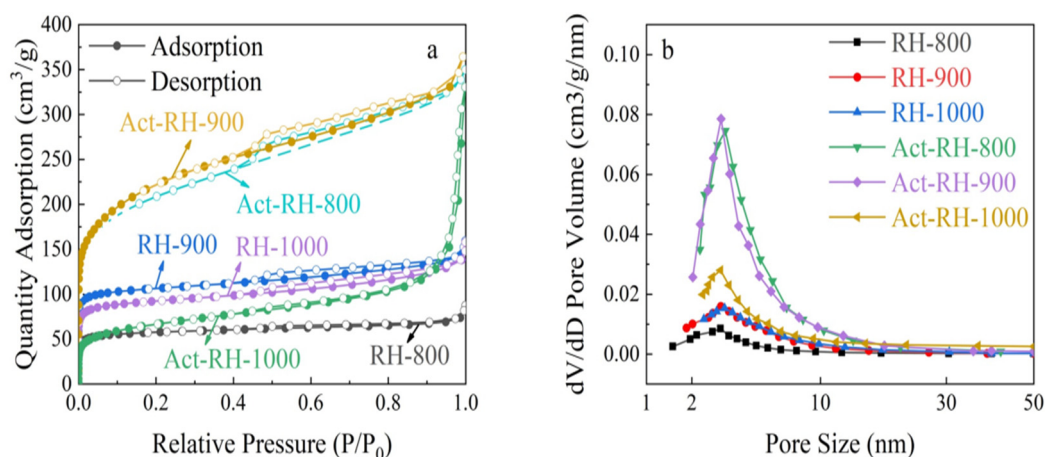 400
350
300
250
200
150
100
50
0
Quantity Adsorption (cm³/g)
Adsorption
Desorption
a
Act-RH-900
Act-RH-800
RH-900
RH-1000
Act-RH-1000
RH-800
0.0 0.2 0.4 0.6 0.8 1.0
Relative Pressure (P/P₀)
0.10
0.08
0.06
0.04
0.02
0.00
dV/dD Pore Volume (cm3/g/nm)
b
RH-800
RH-900
RH-1000
Act-RH-800
Act-RH-900
Act-RH-1000
1 2 10 30 50
Pore Size (nm)